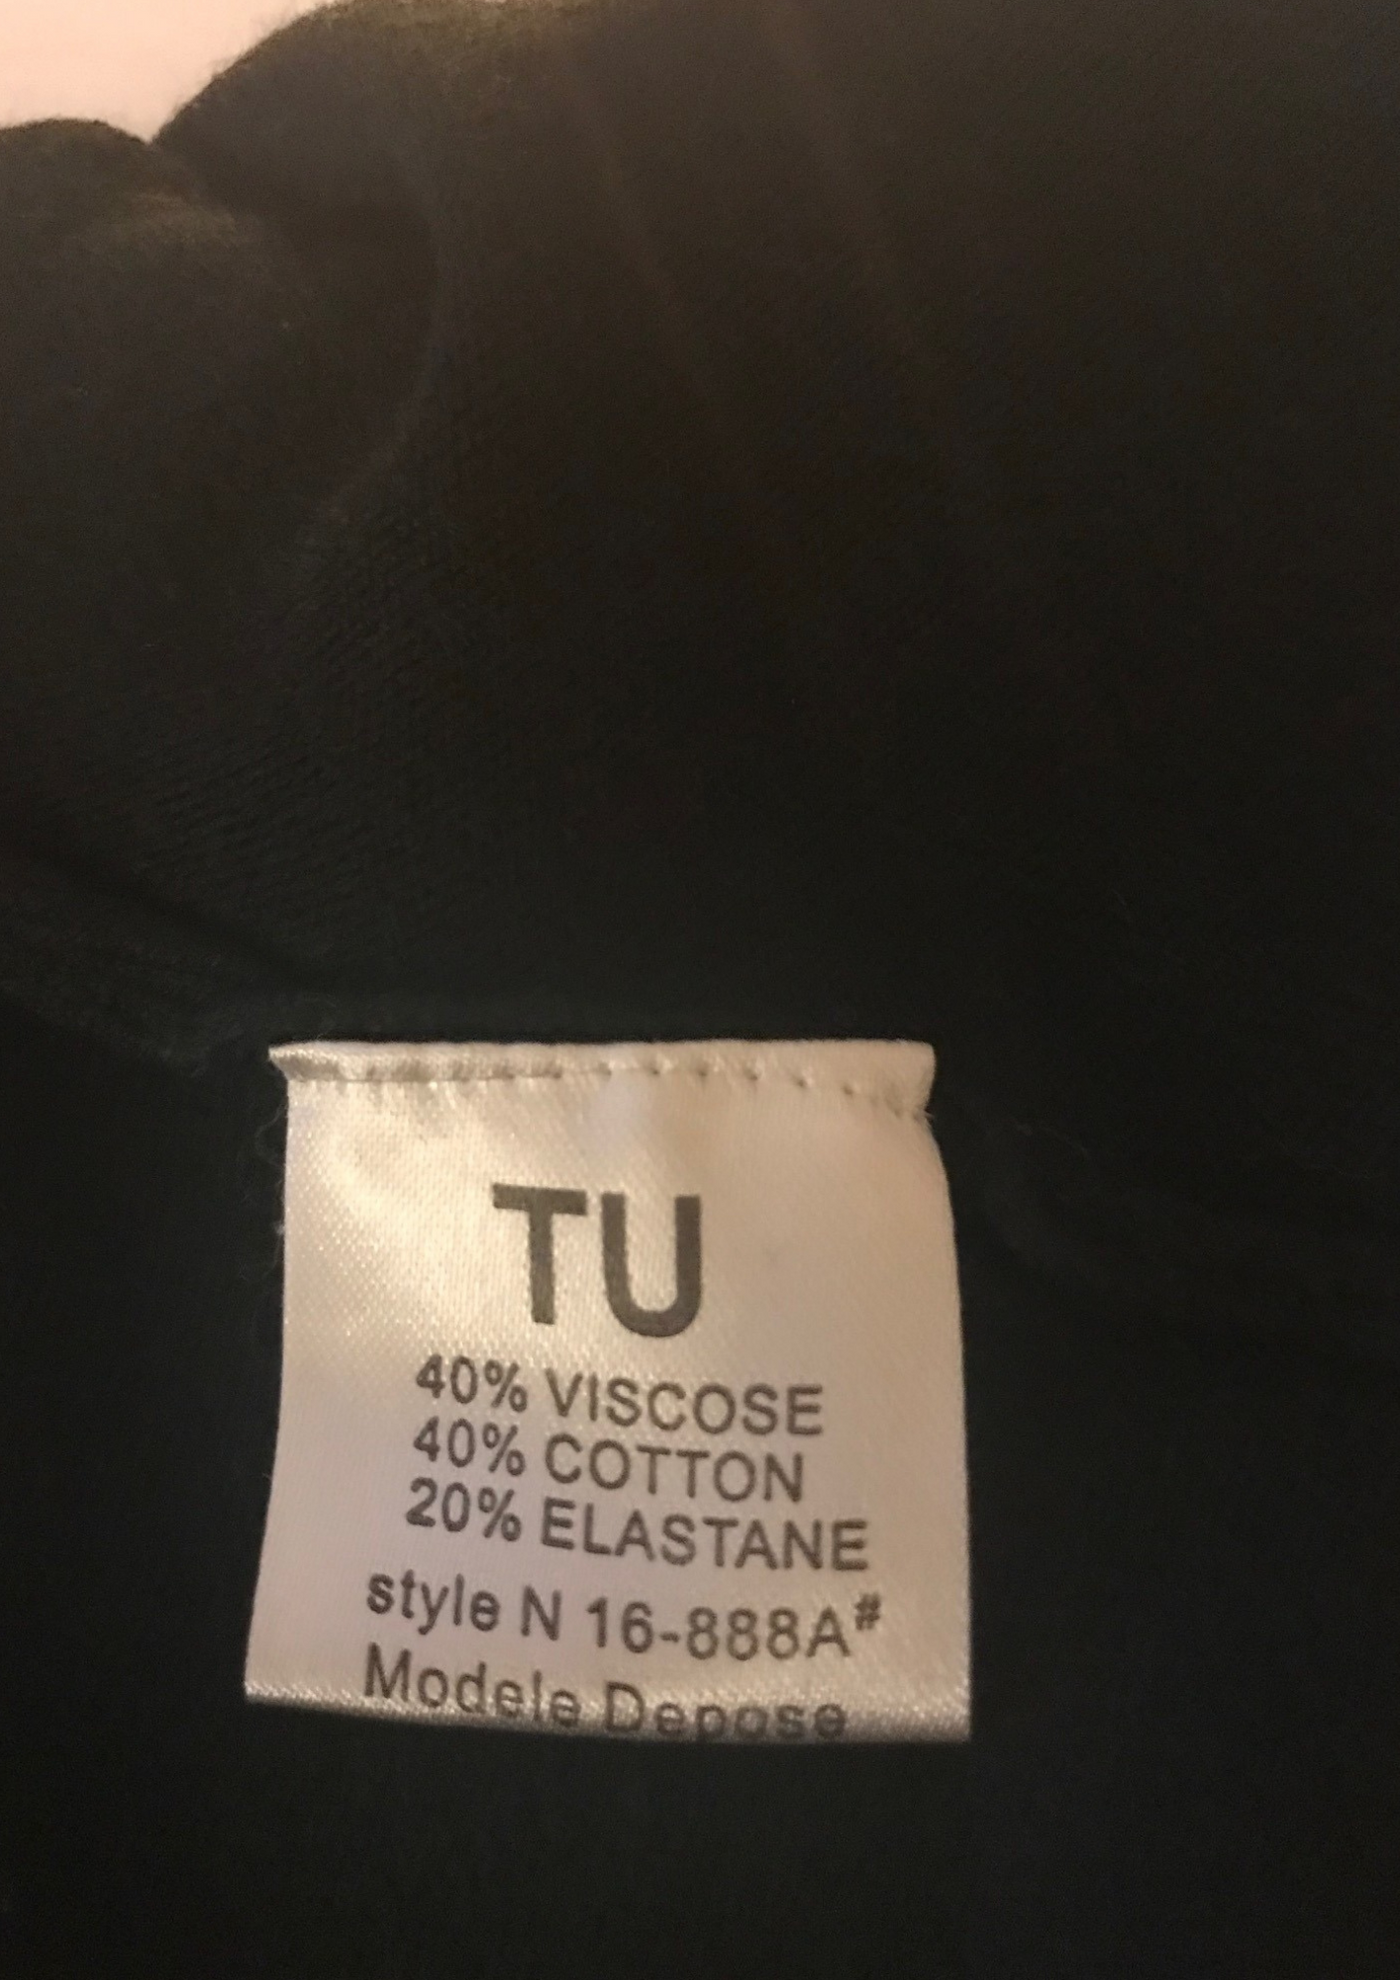 TU
40% VISCOSE
40% COTTON
20% ELASTANE
style N 16-888A#
Modele Depose